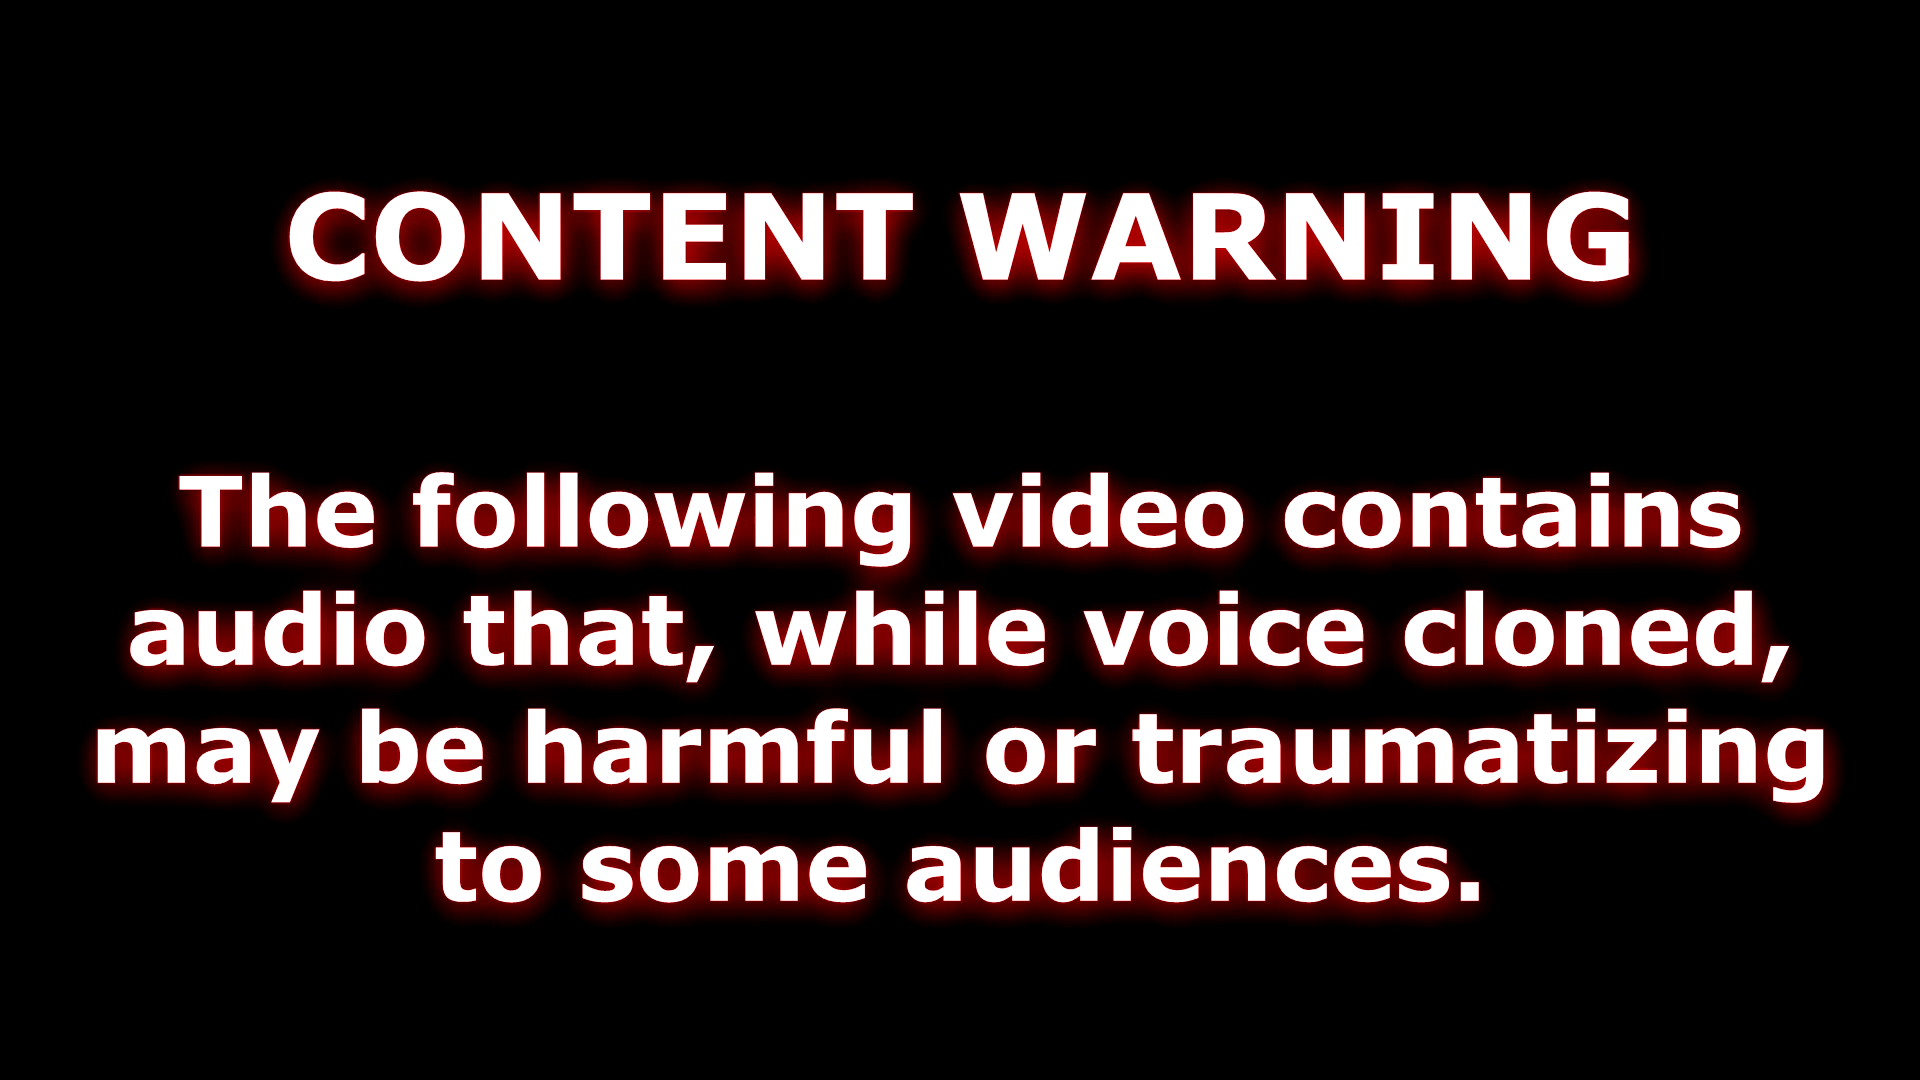 CONTENT WARNING
The following video contains
audio that, while voice cloned,
may be harmful or traumatizing
to some audiences.